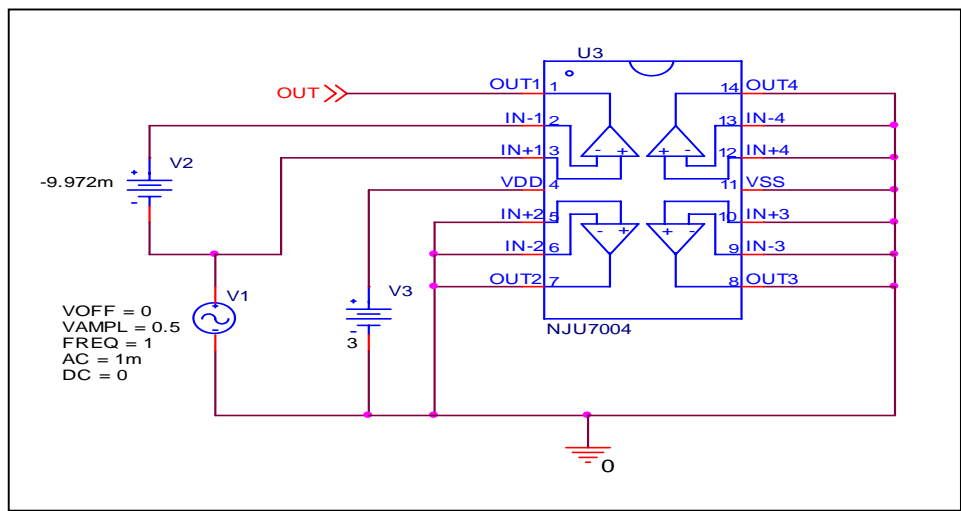 U3
OUT
OUT1 1
14 OUT4
IN-1 2
13 IN-4
IN+1 3
12 IN+4
VDD 4
11 VSS
IN+2 5
10 IN+3
IN-2 6
9 IN-3
OUT2 7
8 OUT3
NJU7004
- +
+ -
- +
+ -
+
V2
-9.972m
-
+
V1
-
VOFF = 0
VAMPL = 0.5
FREQ = 1
AC = 1m
DC = 0
+
V3
-
3
0